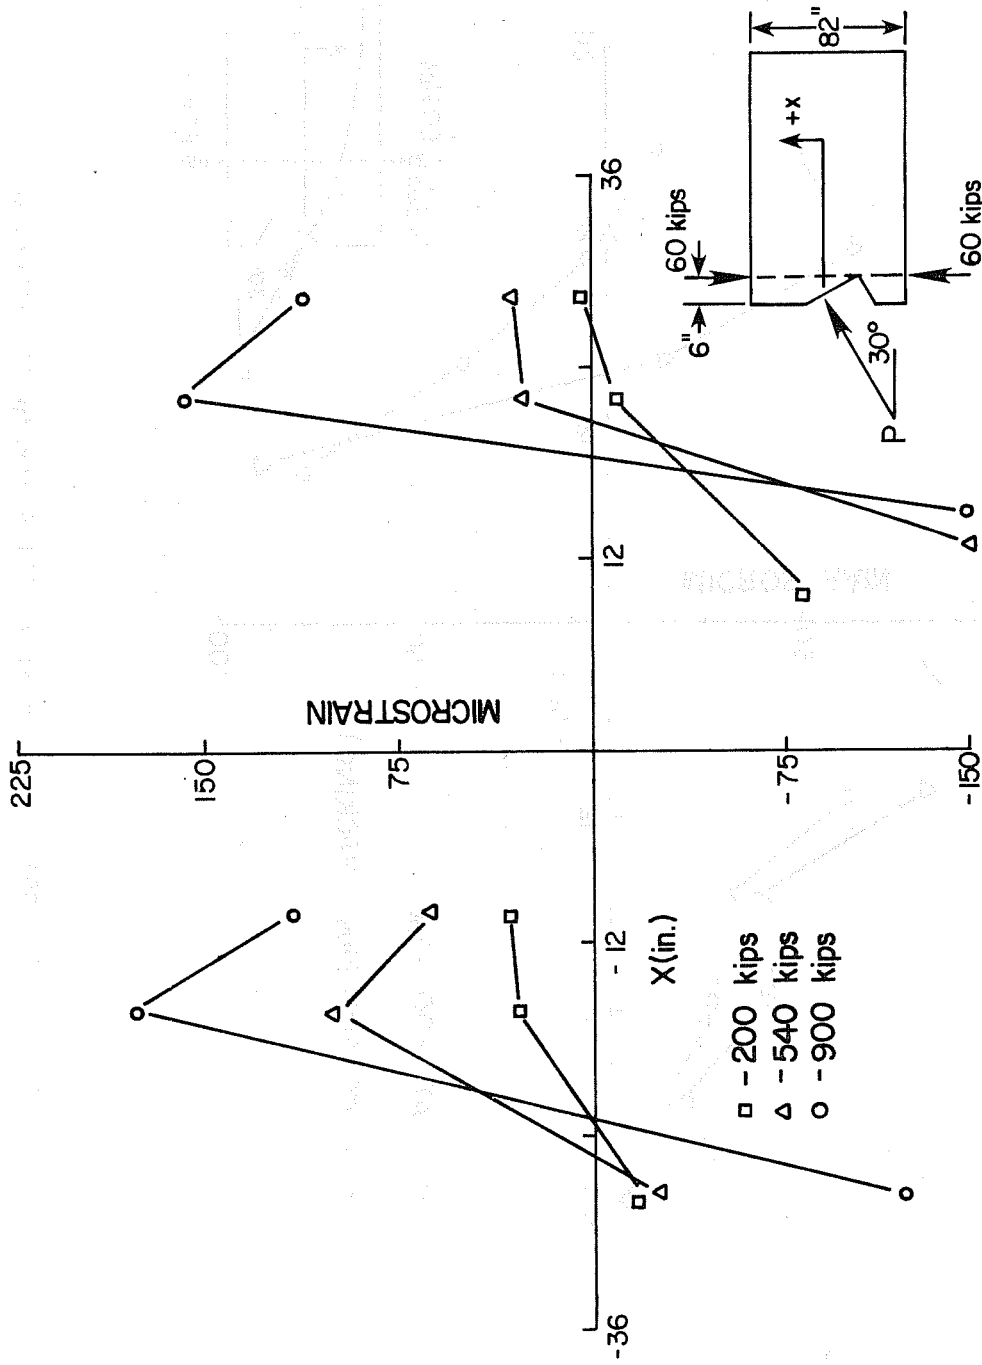 225
150
75
-75
-150
MICROSTRAIN
-36
-12
12
36
X(in.)
□ -200 kips
△ -540 kips
○ -900 kips
6"
60 kips
+x
82"
P
30°
60 kips